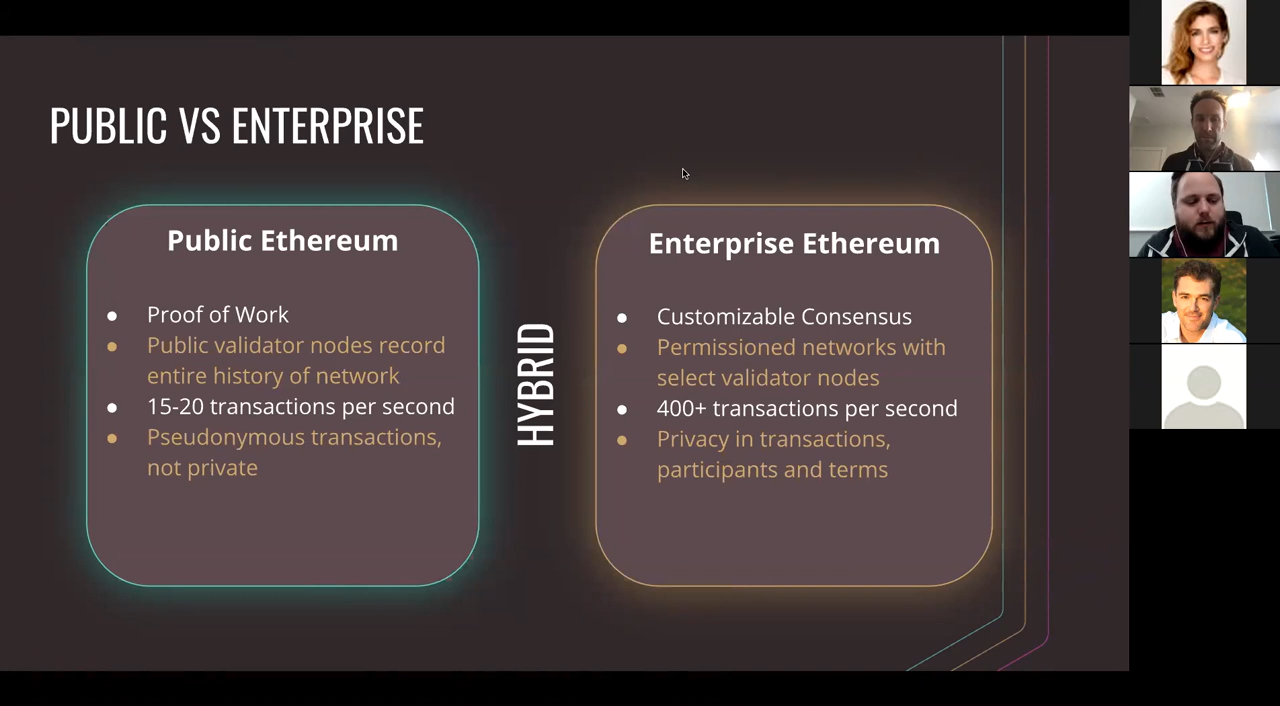 PUBLIC VS ENTERPRISE
Public Ethereum
● Proof of Work
● Public validator nodes record
entire history of network
● 15-20 transactions per second
● Pseudonymous transactions,
not private
HYBRID
Enterprise Ethereum
● Customizable Consensus
● Permissioned networks with
select validator nodes
● 400+ transactions per second
● Privacy in transactions,
participants and terms